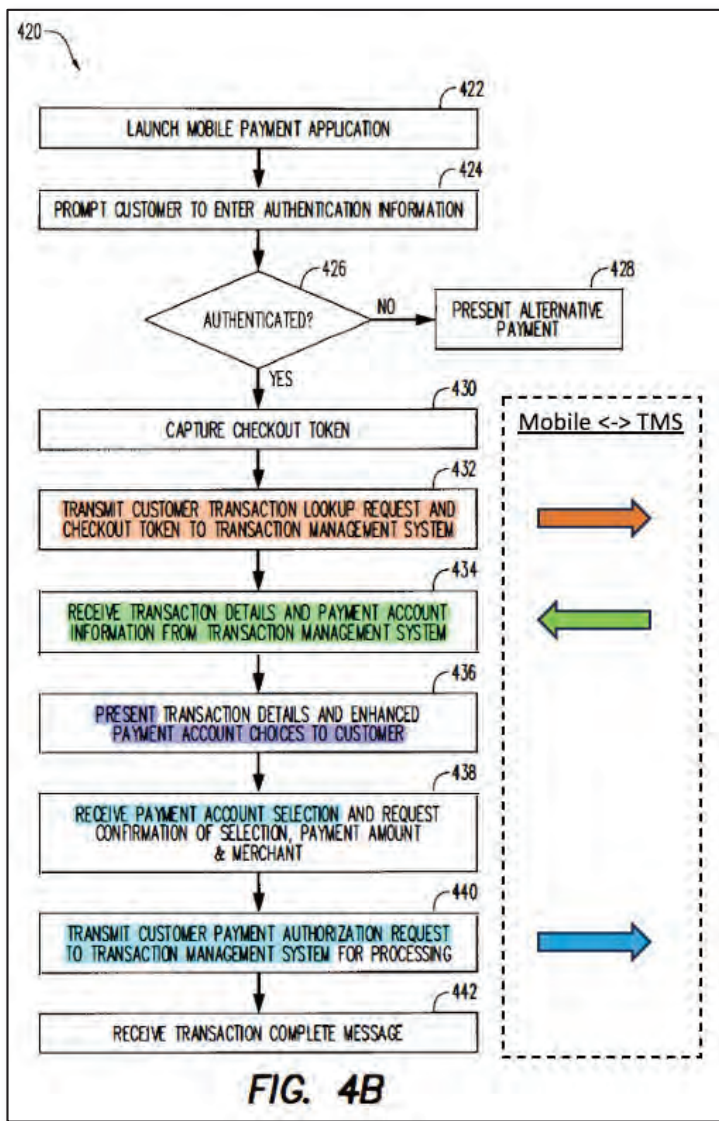 420
422
LAUNCH MOBILE PAYMENT APPLICATION
424
PROMPT CUSTOMER TO ENTER AUTHENTICATION INFORMATION
426
AUTHENTICATED?
NO
428
PRESENT ALTERNATIVE
PAYMENT
YES
430
CAPTURE CHECKOUT TOKEN
Mobile <-> TMS
432
TRANSMIT CUSTOMER TRANSACTION LOOKUP REQUEST AND
CHECKOUT TOKEN TO TRANSACTION MANAGEMENT SYSTEM
434
RECEIVE TRANSACTION DETAILS AND PAYMENT ACCOUNT
INFORMATION FROM TRANSACTION MANAGEMENT SYSTEM
436
PRESENT TRANSACTION DETAILS AND ENHANCED
PAYMENT ACCOUNT CHOICES TO CUSTOMER
438
RECEIVE PAYMENT ACCOUNT SELECTION AND REQUEST
CONFIRMATION OF SELECTION, PAYMENT AMOUNT
& MERCHANT
440
TRANSMIT CUSTOMER PAYMENT AUTHORIZATION REQUEST
TO TRANSACTION MANAGEMENT SYSTEM FOR PROCESSING
442
RECEIVE TRANSACTION COMPLETE MESSAGE
FIG. 4B